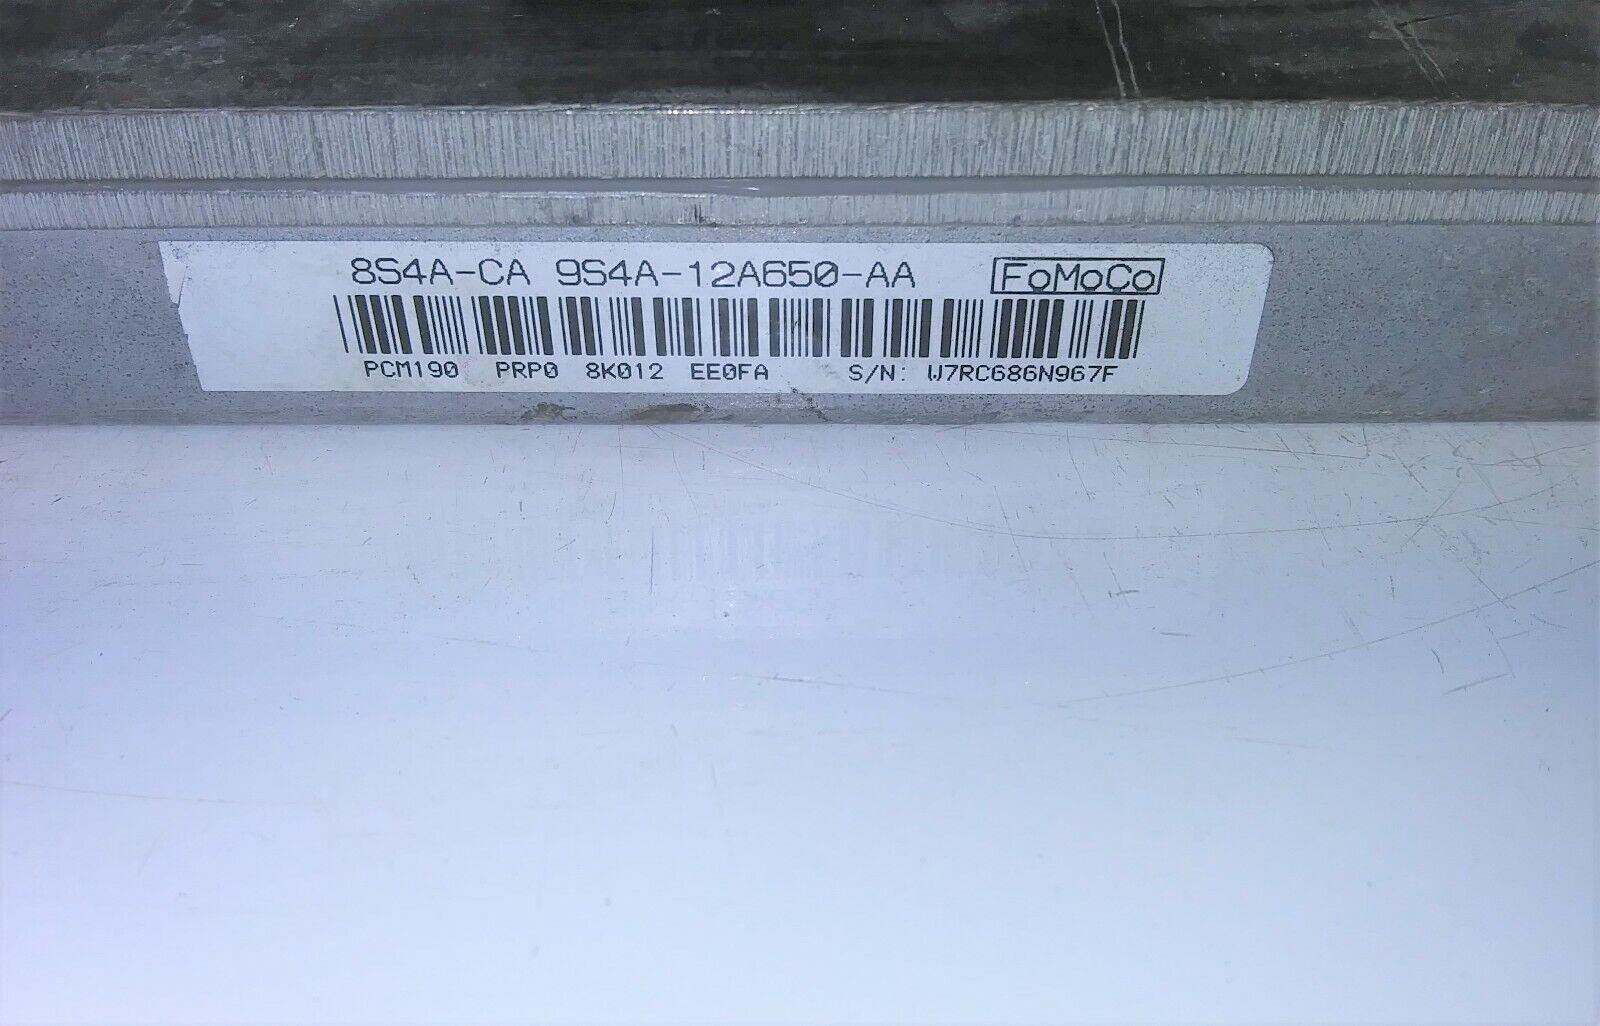 8S4A-CA 9S4A-12A650-AA FoMoCo
PCM190 PRP0 8K012 EE0FA S/N: W7RC686N967F